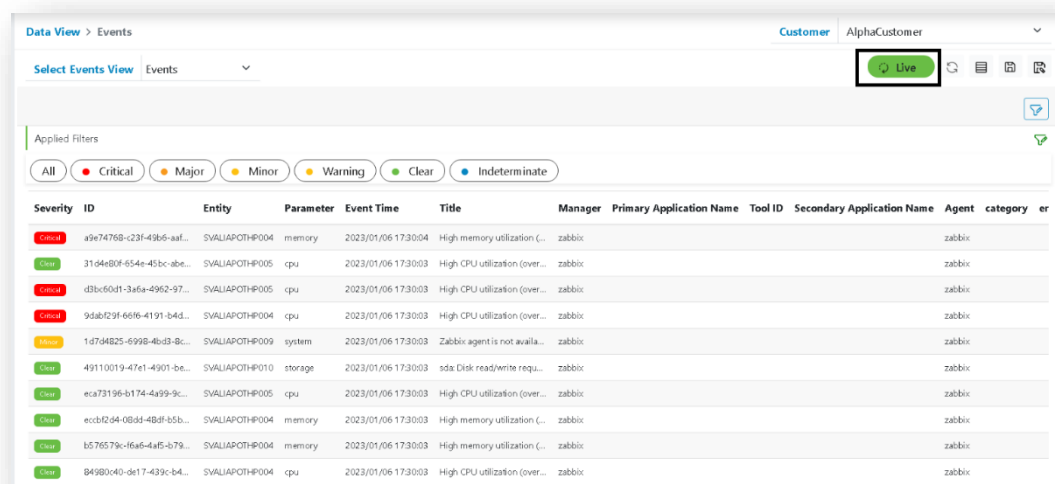 Data View > Events Customer AlphaCustomer
Select Events View Events Live
Applied Filters
All Critical Major Minor Warning Clear Indeterminate
Severity ID Entity Parameter Event Time Title Manager Primary Application Name Tool ID Secondary Application Name Agent category er
Critical a9e74768-c23f-49b6-aaf... SVALIAPOTHP004 memory 2023/01/06 17:30:04 High memory utilization (... zabbix zabbix
Clear 31d4e80f-654e-45bc-abe... SVALIAPOTHP005 cpu 2023/01/06 17:30:03 High CPU utilization (over... zabbix zabbix
Critical d3bc60d1-3a6a-4962-97... SVALIAPOTHP005 cpu 2023/01/06 17:30:03 High CPU utilization (over... zabbix zabbix
Critical 9dabf29f-66f6-4191-b4d... SVALIAPOTHP004 cpu 2023/01/06 17:30:03 High CPU utilization (over... zabbix zabbix
Minor 1d7d4825-6998-4bd3-8c... SVALIAPOTHP009 system 2023/01/06 17:30:03 Zabbix agent is not availa... zabbix zabbix
Clear 49110019-47e1-4901-be... SVALIAPOTHP010 storage 2023/01/06 17:30:03 sda: Disk read/write requ... zabbix zabbix
Clear eca73196-b174-4a99-9c... SVALIAPOTHP005 cpu 2023/01/06 17:30:03 High CPU utilization (over... zabbix zabbix
Clear eccbf2d4-08dd-48df-b5b... SVALIAPOTHP004 memory 2023/01/06 17:30:03 High memory utilization (... zabbix zabbix
Clear b576579c-f6a6-4af5-b79... SVALIAPOTHP004 memory 2023/01/06 17:30:03 High memory utilization (... zabbix zabbix
Clear 84980c40-de17-439c-b4... SVALIAPOTHP004 cpu 2023/01/06 17:30:03 High CPU utilization (over... zabbix zabbix